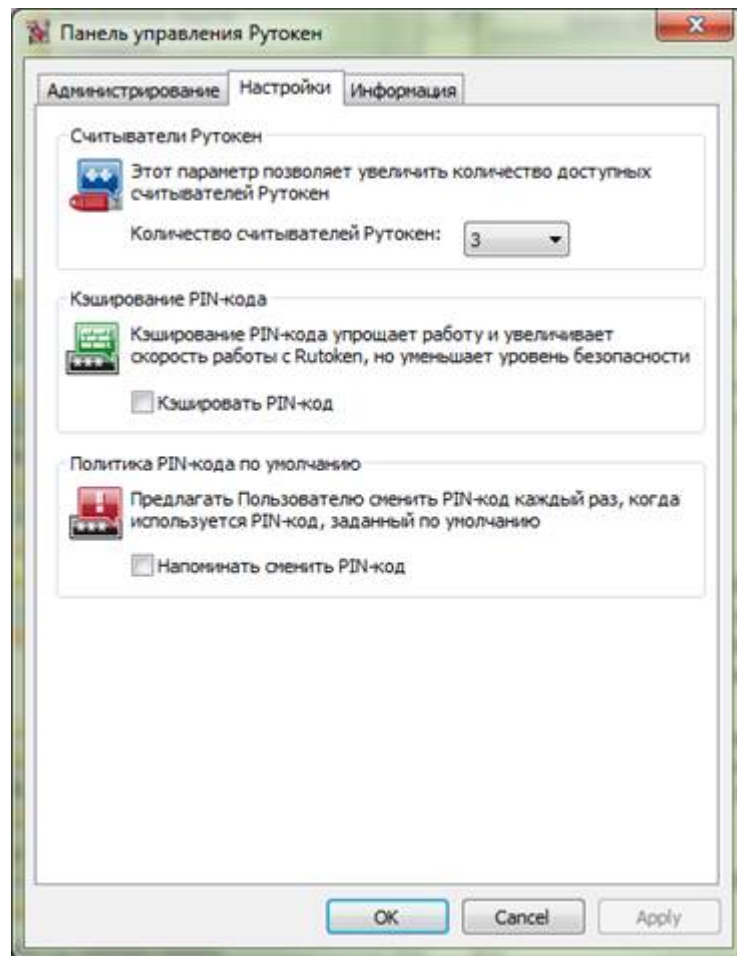 Панель управления Рутокен
Администрирование Настройки Информация
Считыватели Рутокен
Этот параметр позволяет увеличить количество доступных
считывателей Рутокен
Количество считывателей Рутокен: 3
Кэширование PIN-кода
Кэширование PIN-кода упрощает работу и увеличивает
скорость работы с Rutoken, но уменьшает уровень безопасности
Кэшировать PIN-код
Политика PIN-кода по умолчанию
Предлагать Пользователю сменить PIN-код каждый раз, когда
используется PIN-код, заданный по умолчанию
Напоминать сменить PIN-код
OK Cancel Apply